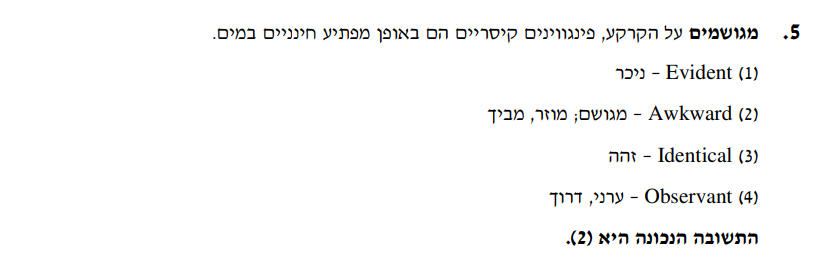 5. מגושמים על הקרקע, פינגווינים קיסריים הם באופן מפתיע חינניים במים.
(1) Evident – ניכר
(2) Awkward – מגושם; מוזר, מביך
(3) Identical – זהה
(4) Observant – ערני, דרוך
התשובה הנכונה היא (2).